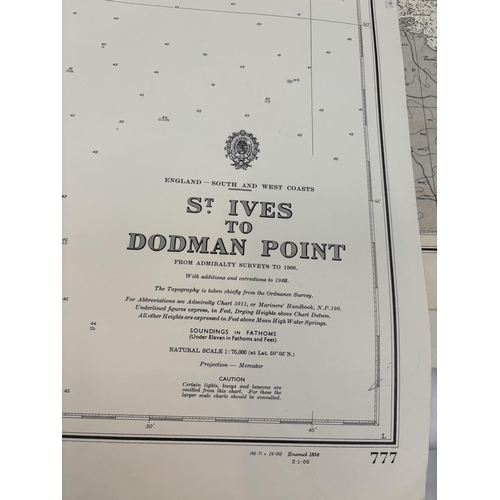 ENGLAND – SOUTH AND WEST COASTS
ST IVES
TO
DODMAN POINT
FROM ADMIRALTY SURVEYS TO 1966.
With additions and corrections to 1968.
The Topography is taken chiefly from the Ordnance Survey.
For Abbreviations see Admiralty Chart 5011, or Mariners' Handbook, N.P.100.
Underlined figures express, in Feet, Drying Heights above Chart Datum.
All other Heights are expressed in Feet above Mean High Water Springs.
SOUNDINGS IN FATHOMS
(Under Eleven in Fathoms and Feet)
NATURAL SCALE 1:75,000 (at Lat. 50° 05' N.)
Projection – Mercator
CAUTION
Certain lights, buoys and beacons are
omitted from this chart. For these the
larger scale charts should be consulted.
50' 45' L
777